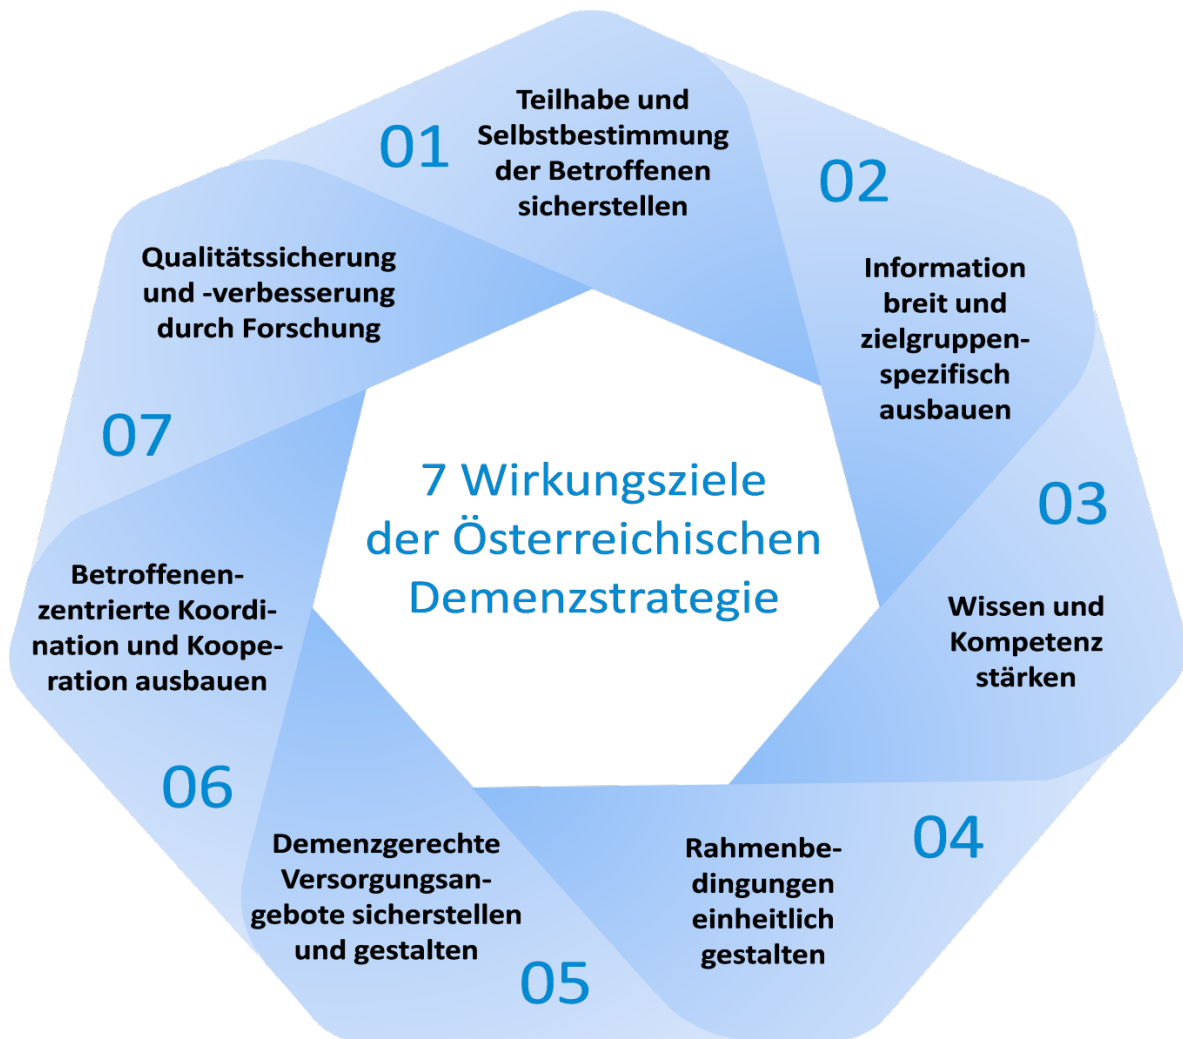 7 Wirkungsziele
der Österreichischen
Demenzstrategie
01
Teilhabe und
Selbstbestimmung
der Betroffenen
sicherstellen
02
Information
breit und
zielgruppen-
spezifisch
ausbauen
03
Wissen und
Kompetenz
stärken
04
Rahmenbe-
dingungen
einheitlich
gestalten
05
Demenzgerechte
Versorgungsan-
gebote sicherstellen
und gestalten
06
Betroffenen-
zentrierte Koordi-
nation und Koope-
ration ausbauen
07
Qualitätssicherung
und -verbesserung
durch Forschung